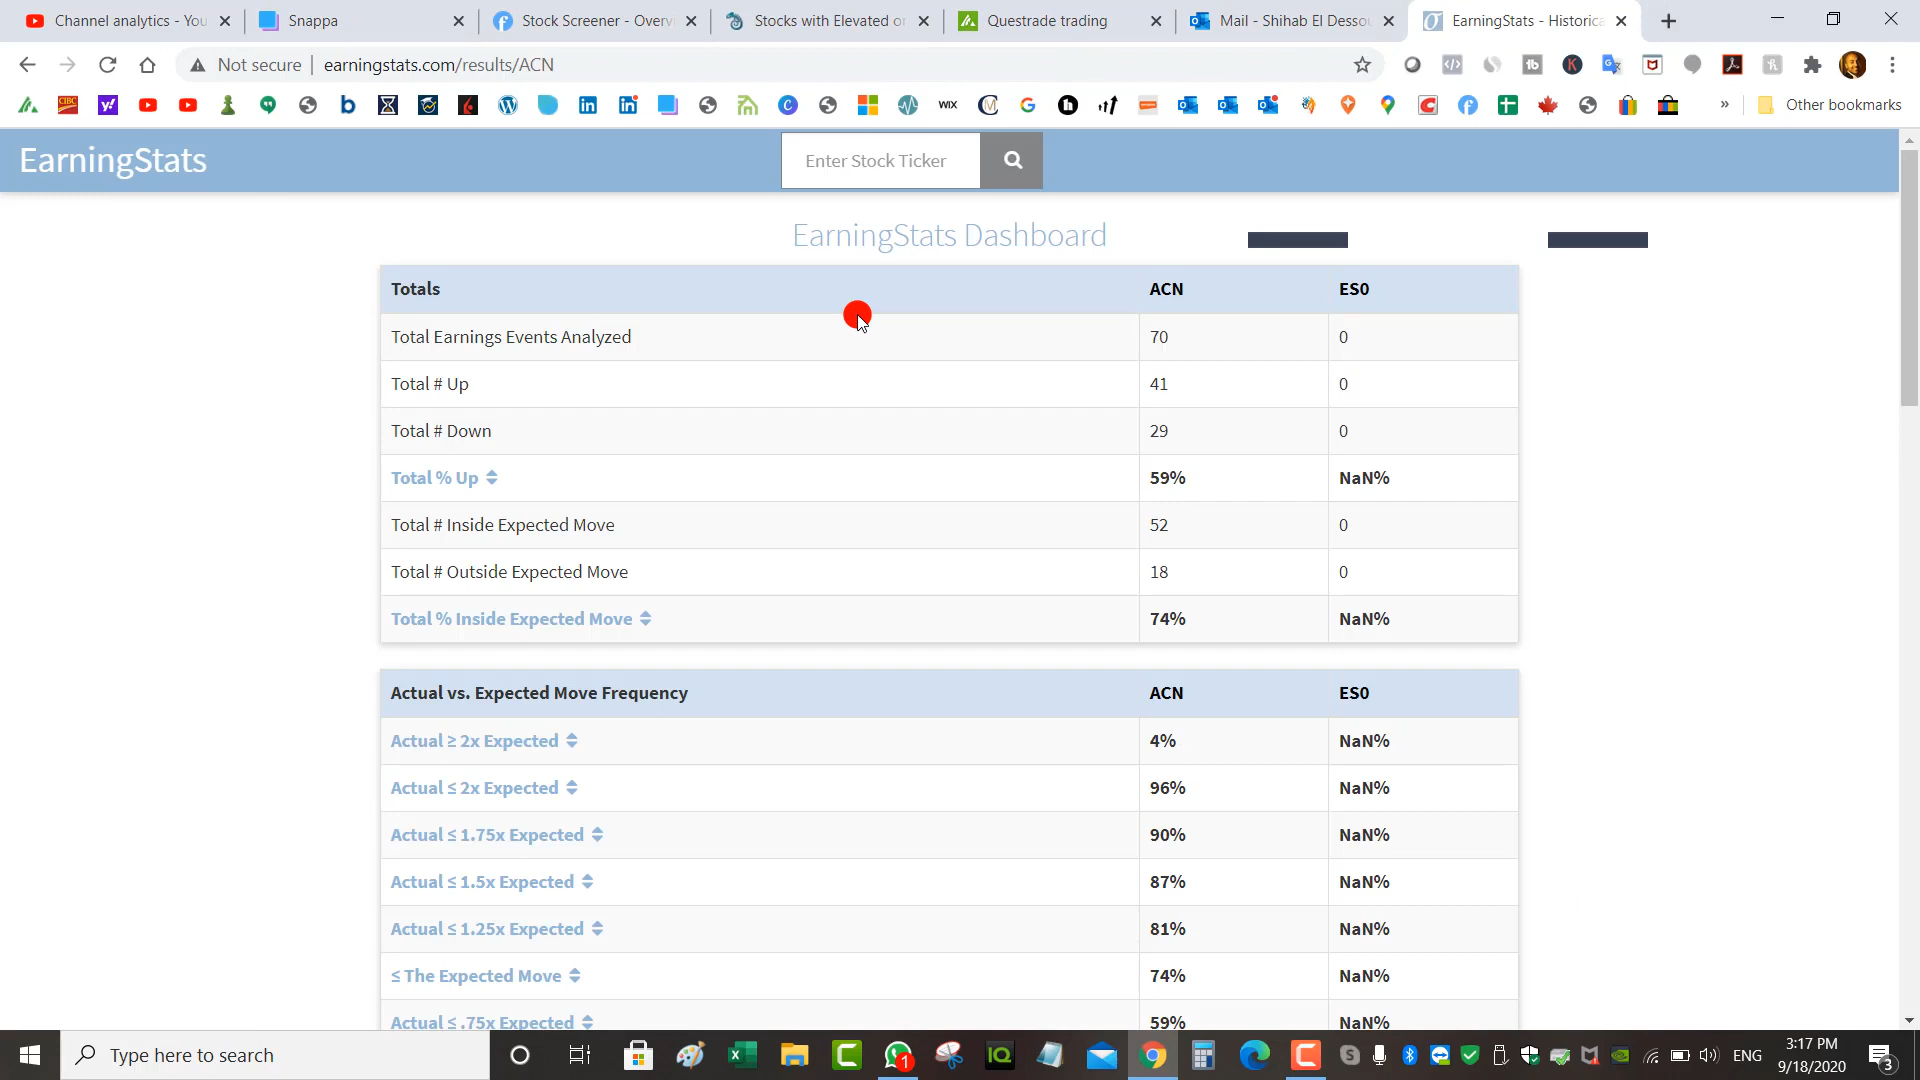 Channel analytics - You
Snappa
Stock Screener - Overv
Stocks with Elevated or
Questrade trading
Mail - Shihab El Desso
EarningStats - Historica
Not secure | earningstats.com/results/ACN
Other bookmarks
EarningStats
Enter Stock Ticker
EarningStats Dashboard
Totals ACN ES0
Total Earnings Events Analyzed 70 0
Total # Up 41 0
Total # Down 29 0
Total % Up 59% NaN%
Total # Inside Expected Move 52 0
Total # Outside Expected Move 18 0
Total % Inside Expected Move 74% NaN%
Actual vs. Expected Move Frequency ACN ES0
Actual ≥ 2x Expected 4% NaN%
Actual ≤ 2x Expected 96% NaN%
Actual ≤ 1.75x Expected 90% NaN%
Actual ≤ 1.5x Expected 87% NaN%
Actual ≤ 1.25x Expected 81% NaN%
≤ The Expected Move 74% NaN%
Actual ≤ .75x Expected 59% NaN%
Type here to search
ENG
3:17 PM
9/18/2020